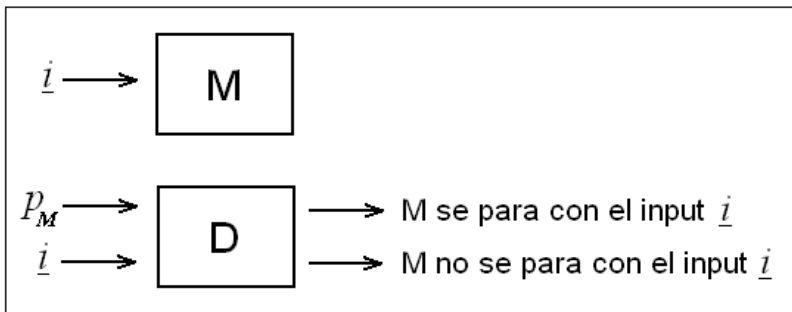 i
M
p_M
M se para con el input i
D
i
M no se para con el input i